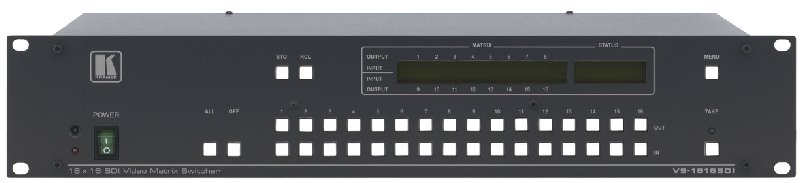 K
KRAMER
STO RCL
MATRIX STATUS
OUTPUT 1 2 3 4 5 6 7 8
INPUT
INPUT
OUTPUT 9 10 11 12 13 14 15 16
MENU
POWER
ALL OFF
1 2 3 4 5 6 7 8 9 10 11 12 13 14 15 16
TAKE
OUT
IN
I
O
16 x 16 SDI Video Matrix Switcher
VS-1616SDI